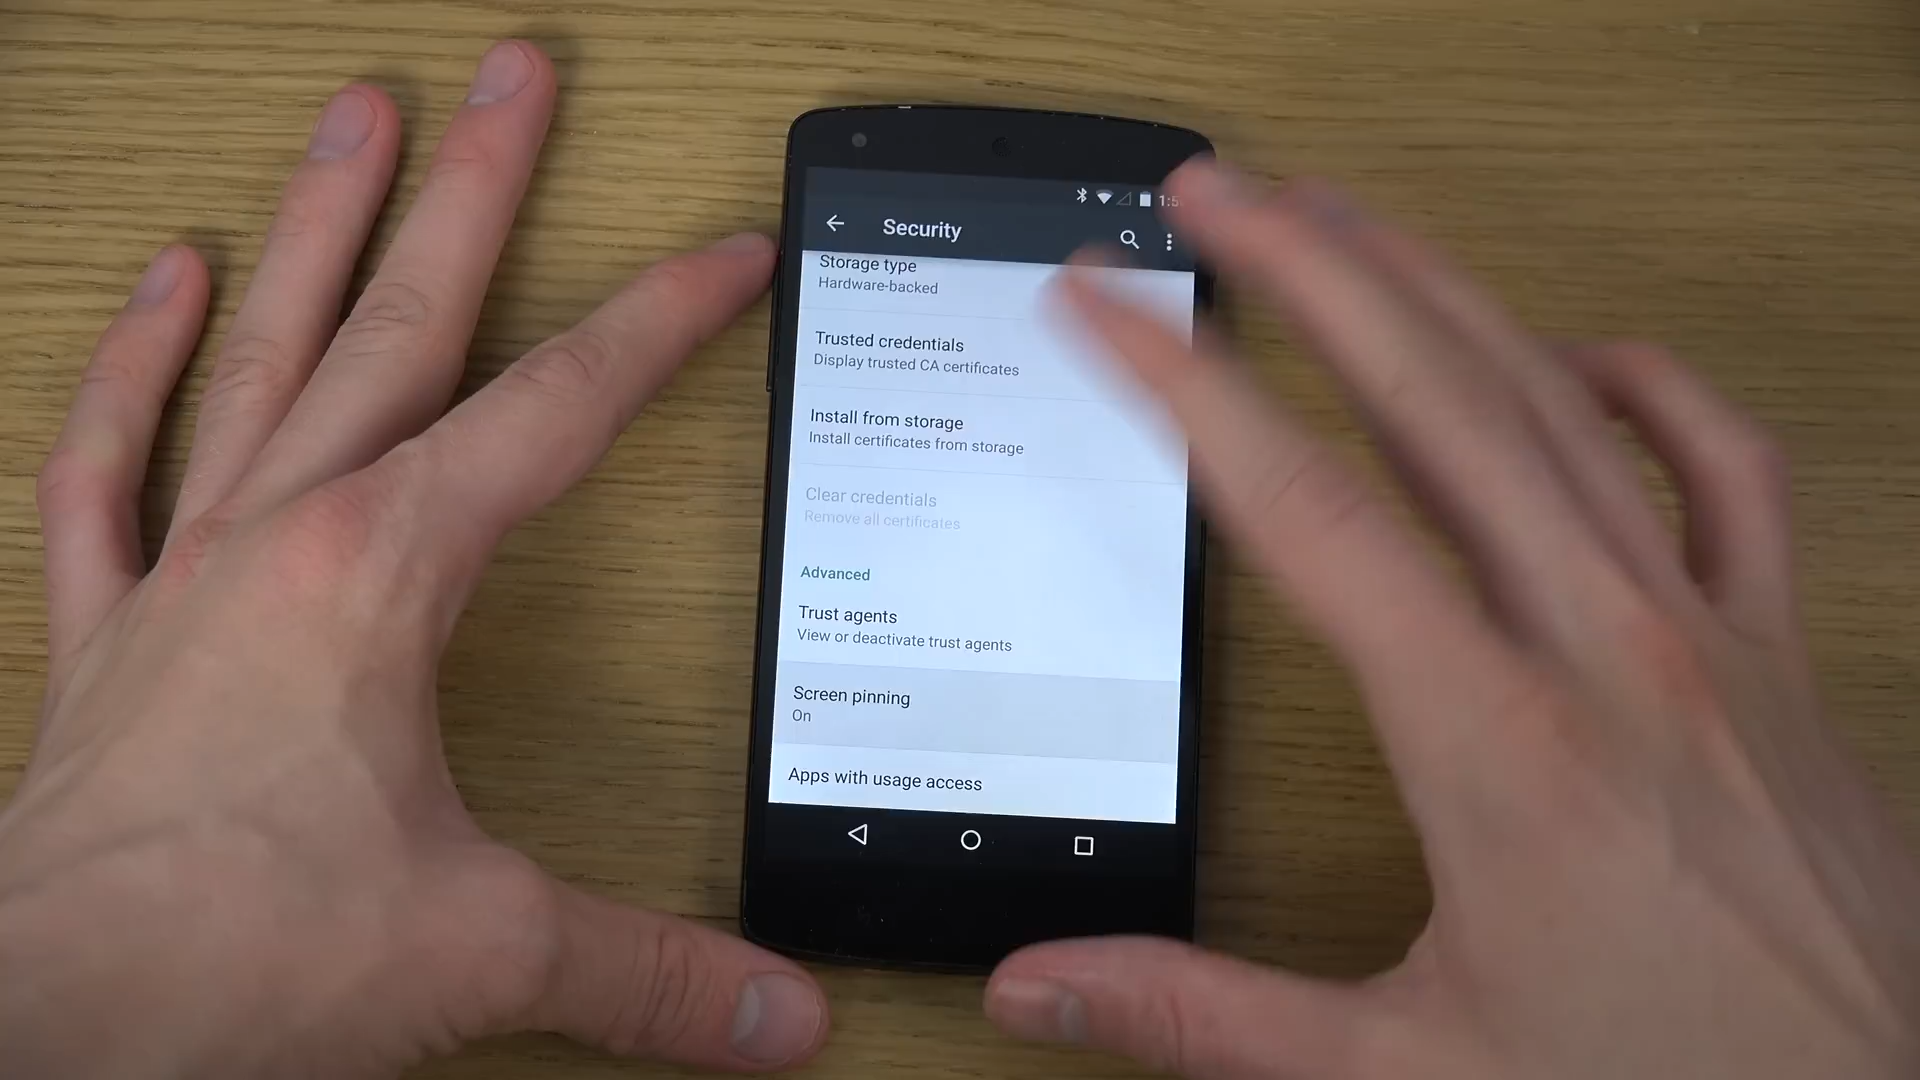 Security
Storage type
Hardware-backed
Trusted credentials
Display trusted CA certificates
Install from storage
Install certificates from storage
Clear credentials
Remove all certificates
Advanced
Trust agents
View or deactivate trust agents
Screen pinning
On
Apps with usage access